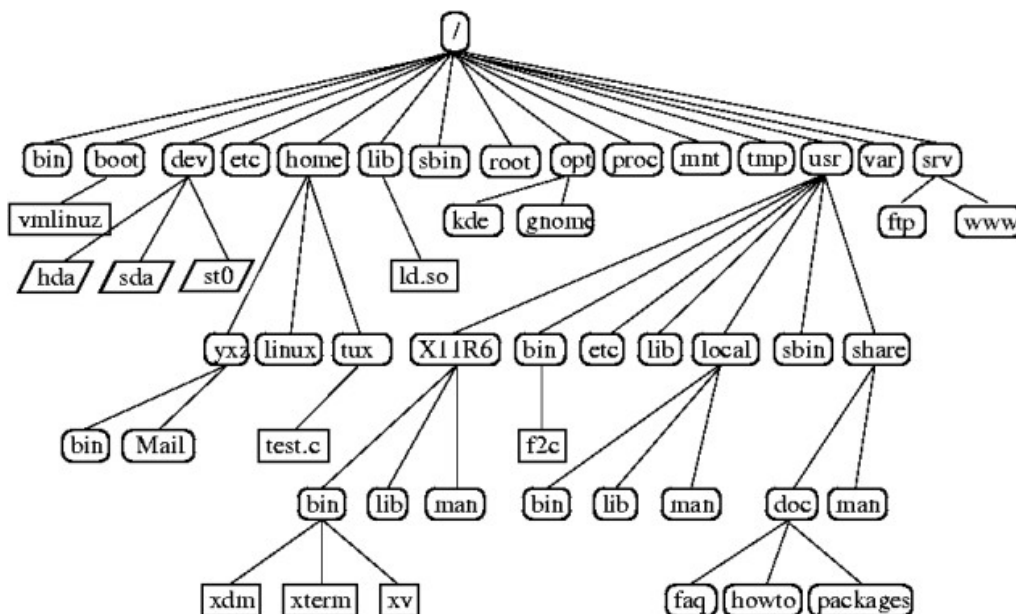 /
bin boot dev etc home lib sbin root opt proc mnt tmp usr var srv
vmlinuz kde gnome ftp www
hda sda st0 ld.so
yxz linux tux X11R6 bin etc lib local sbin share
bin Mail test.c f2c
bin lib man bin lib man doc man
xdm xterm xv faq howto packages